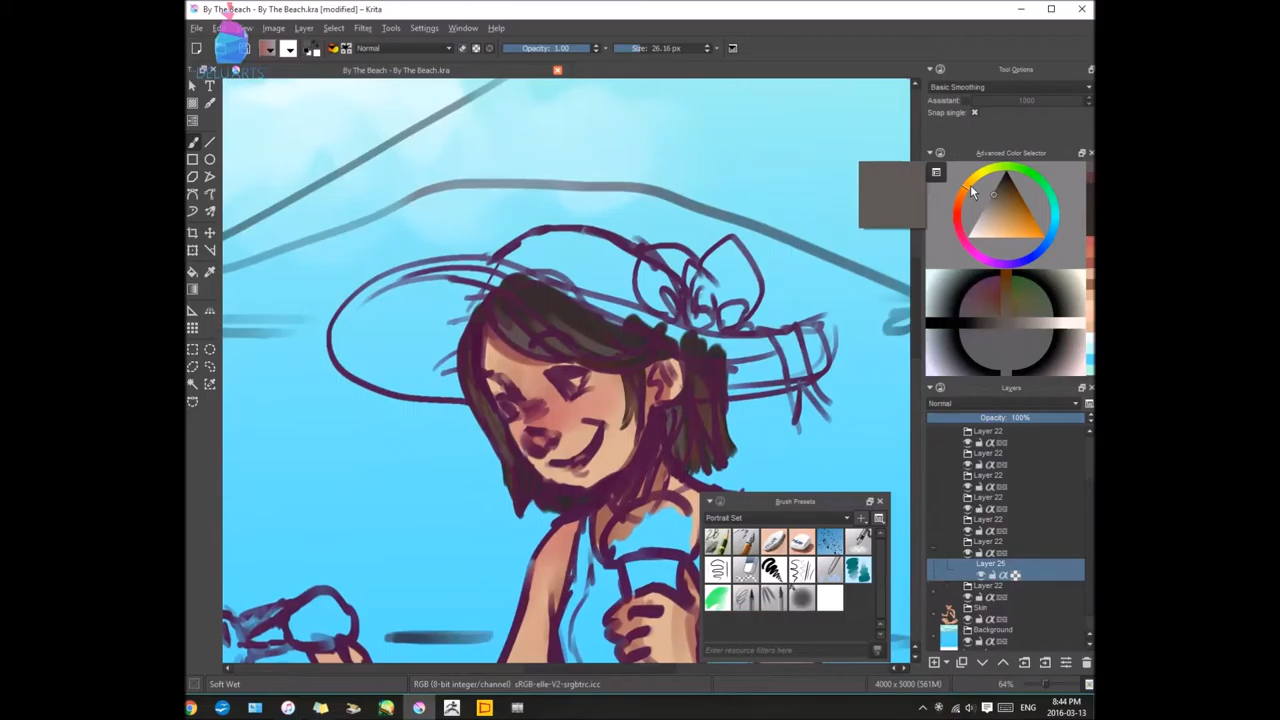 By The Beach - By The Beach.kra [modified] – Krita
File Edit View Image Layer Select Filter Tools Settings Window Help
Normal Opacity: 1.00 Size: 26.16 px
DELU ARTS
By The Beach - By The Beach.kra
Tool Options
Basic Smoothing
Assistant: 1000
Snap single:
Advanced Color Selector
Layers
Normal
Opacity: 100%
Layer 22
Layer 22
Layer 22
Layer 22
Layer 22
Layer 22
Layer 25
Layer 22
Skin
Background
Brush Presets
Portrait Set
Enter resource filters here
Soft Wet RGB (8-bit integer/channel) sRGB-elle-V2-srgbtrc.icc 4000 x 5000 (561M) 64%
ENG 8:44 PM
2016-03-13